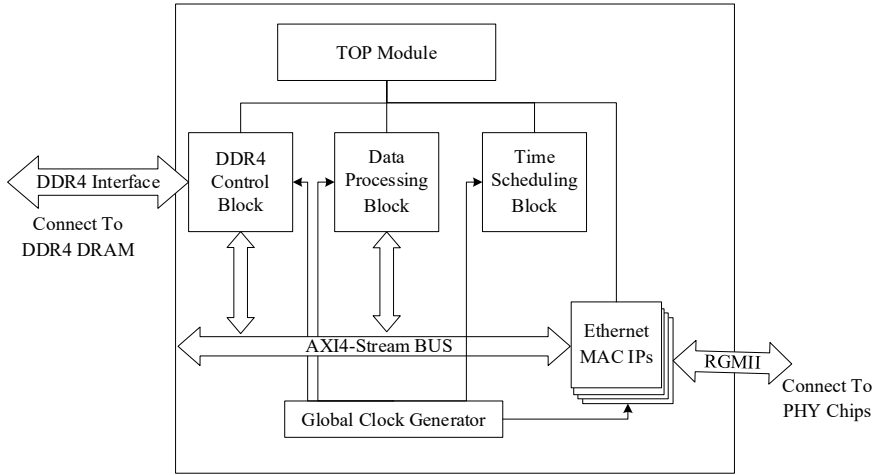 TOP Module
DDR4
Control
Block
Data
Processing
Block
Time
Scheduling
Block
DDR4 Interface
Connect To
DDR4 DRAM
AXI4-Stream BUS
Ethernet
MAC IPs
RGMII
Connect To
PHY Chips
Global Clock Generator